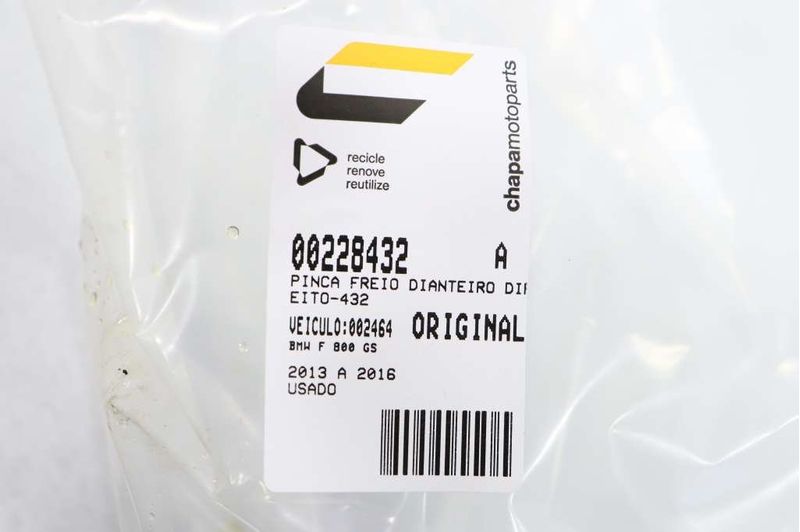 chapamotoparts
recicle
renove
reutilize
00228432 A
PINCA FREIO DIANTEIRO DIR
EITO-432
VEICULO:002464 ORIGINAL
BMW F 800 GS
2013 A 2016
USADO